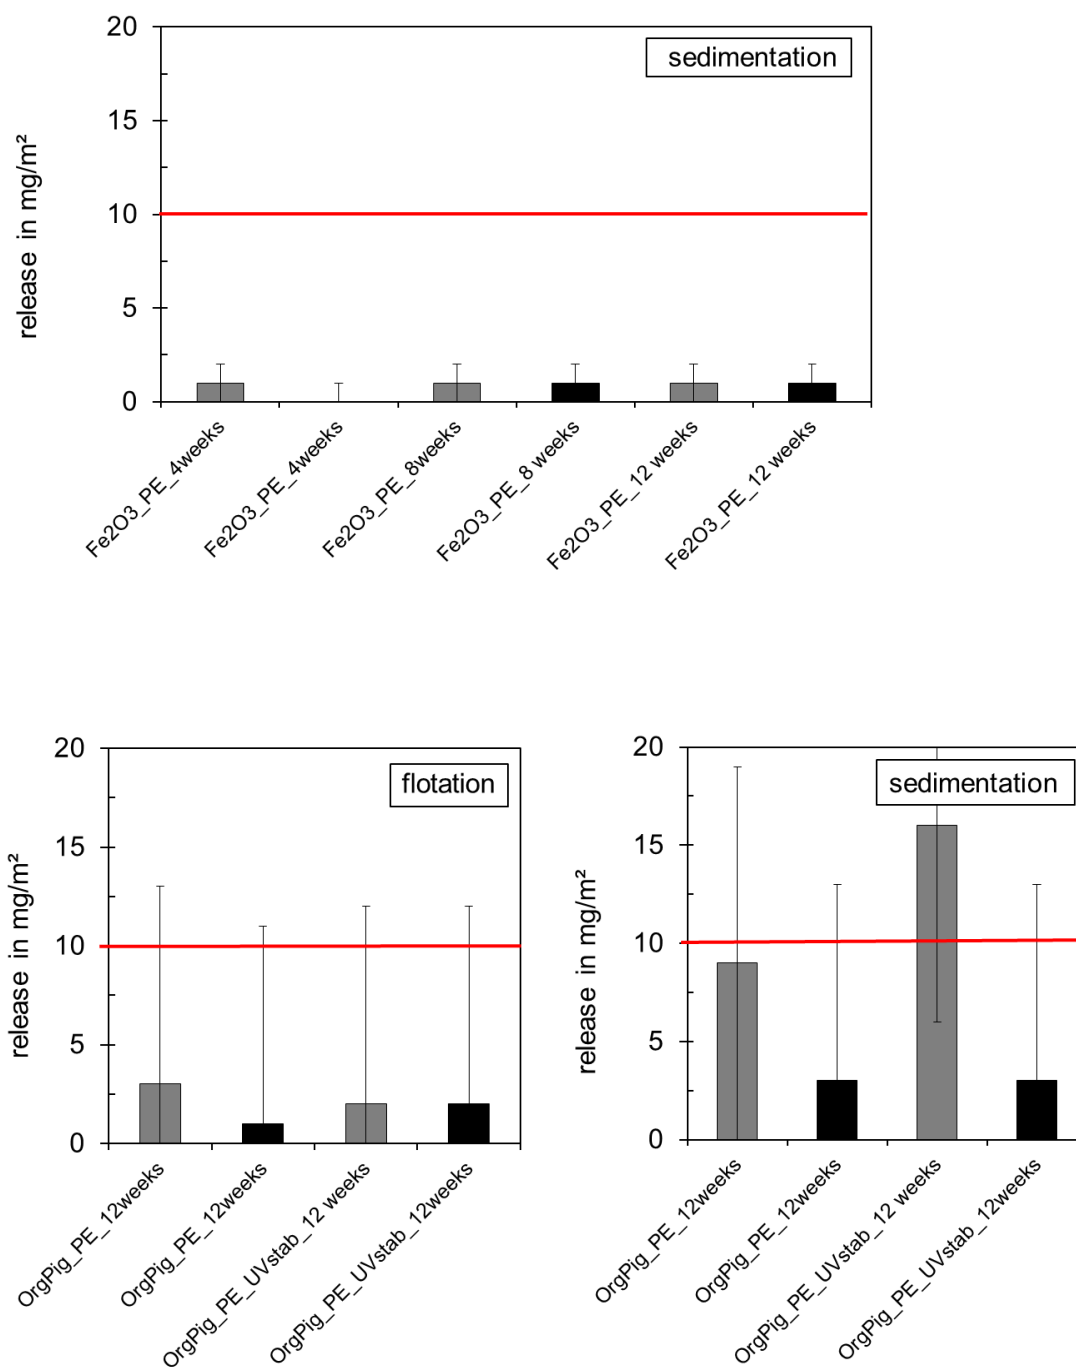 20
sedimentation
15
release in mg/m²
10
5
0
Fe2O3_PE_4weeks
Fe2O3_PE_4weeks
Fe2O3_PE_8weeks
Fe2O3_PE_8 weeks
Fe2O3_PE_12 weeks
Fe2O3_PE_12 weeks
20
flotation
15
release in mg/m²
10
5
0
OrgPig_PE_12weeks
OrgPig_PE_12weeks
OrgPig_PE_UVstab_12 weeks
OrgPig_PE_UVstab_12weeks
20
sedimentation
15
release in mg/m²
10
5
0
OrgPig_PE_12weeks
OrgPig_PE_12weeks
OrgPig_PE_UVstab_12 weeks
OrgPig_PE_UVstab_12weeks